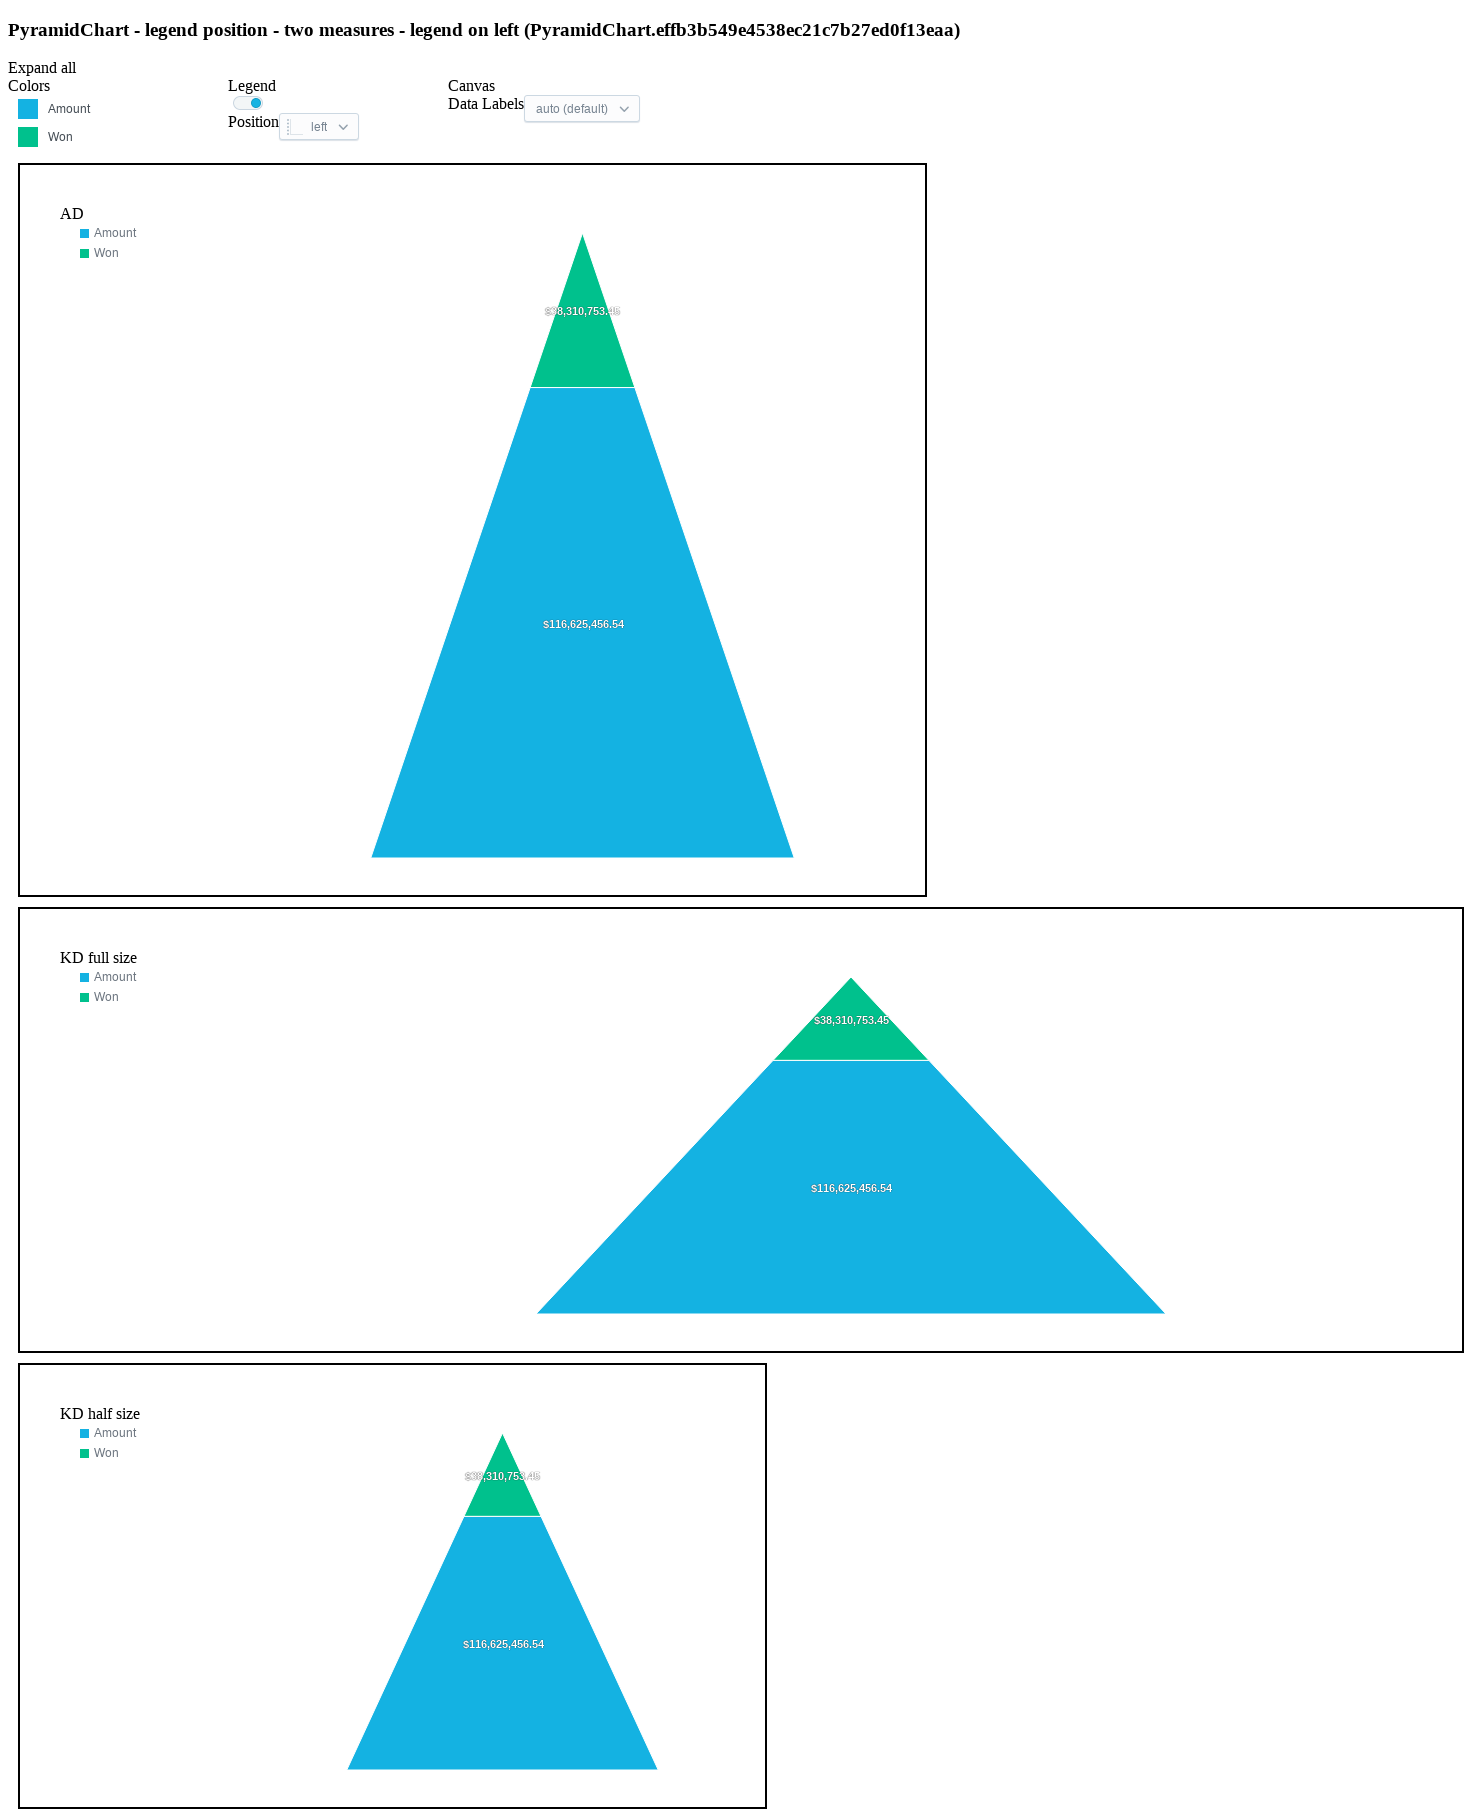 PyramidChart - legend position - two measures - legend on left (PyramidChart.effb3b549e4538ec21c7b27ed0f13eaa)
Expand all
Colors
Amount
Won
Legend
Position left
Canvas
Data Labels auto (default)
AD
Amount
Won
$38,310,753.45
$116,625,456.54
KD full size
Amount
Won
$38,310,753.45
$116,625,456.54
KD half size
Amount
Won
$38,310,753.45
$116,625,456.54